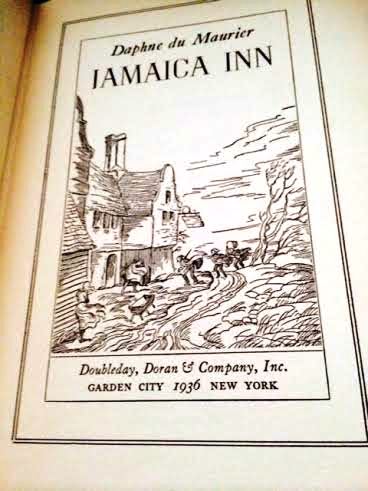 Daphne du Maurier
JAMAICA INN
Doubleday, Doran & Company, Inc.
GARDEN CITY 1936 NEW YORK